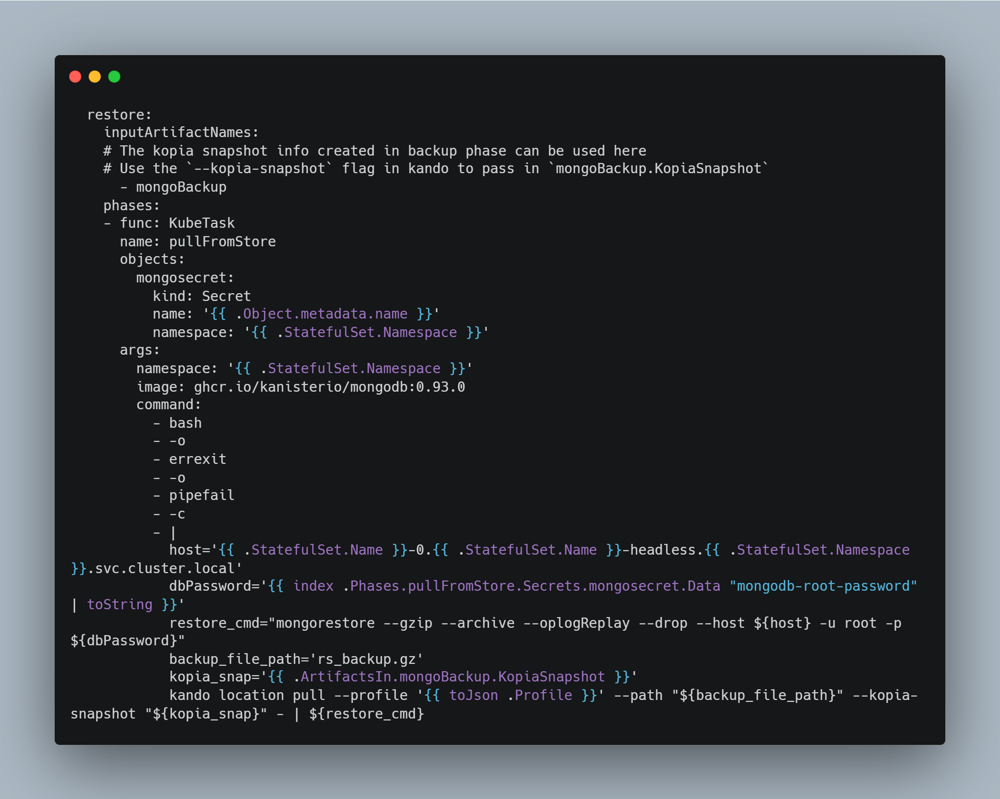 restore:
inputArtifactNames:
# The kopia snapshot info created in backup phase can be used here
# Use the `--kopia-snapshot` flag in kando to pass in `mongoBackup.KopiaSnapshot`
- mongoBackup
phases:
- func: KubeTask
name: pullFromStore
objects:
mongosecret:
kind: Secret
name: '{{ .Object.metadata.name }}'
namespace: '{{ .StatefulSet.Namespace }}'
args:
namespace: '{{ .StatefulSet.Namespace }}'
image: ghcr.io/kanisterio/mongodb:0.93.0
command:
- bash
- -o
- errexit
- -o
- pipefail
- -c
- |
host='{{ .StatefulSet.Name }}-0.{{ .StatefulSet.Name }}-headless.{{ .StatefulSet.Namespace
}}.svc.cluster.local'
dbPassword='{{ index .Phases.pullFromStore.Secrets.mongosecret.Data "mongodb-root-password"
| toString }}'
restore_cmd="mongorestore --gzip --archive --oplogReplay --drop --host ${host} -u root -p
${dbPassword}"
backup_file_path='rs_backup.gz'
kopia_snap='{{ .ArtifactsIn.mongoBackup.KopiaSnapshot }}'
kando location pull --profile '{{ toJson .Profile }}' --path "${backup_file_path}" --kopia-
snapshot "${kopia_snap}" - | ${restore_cmd}